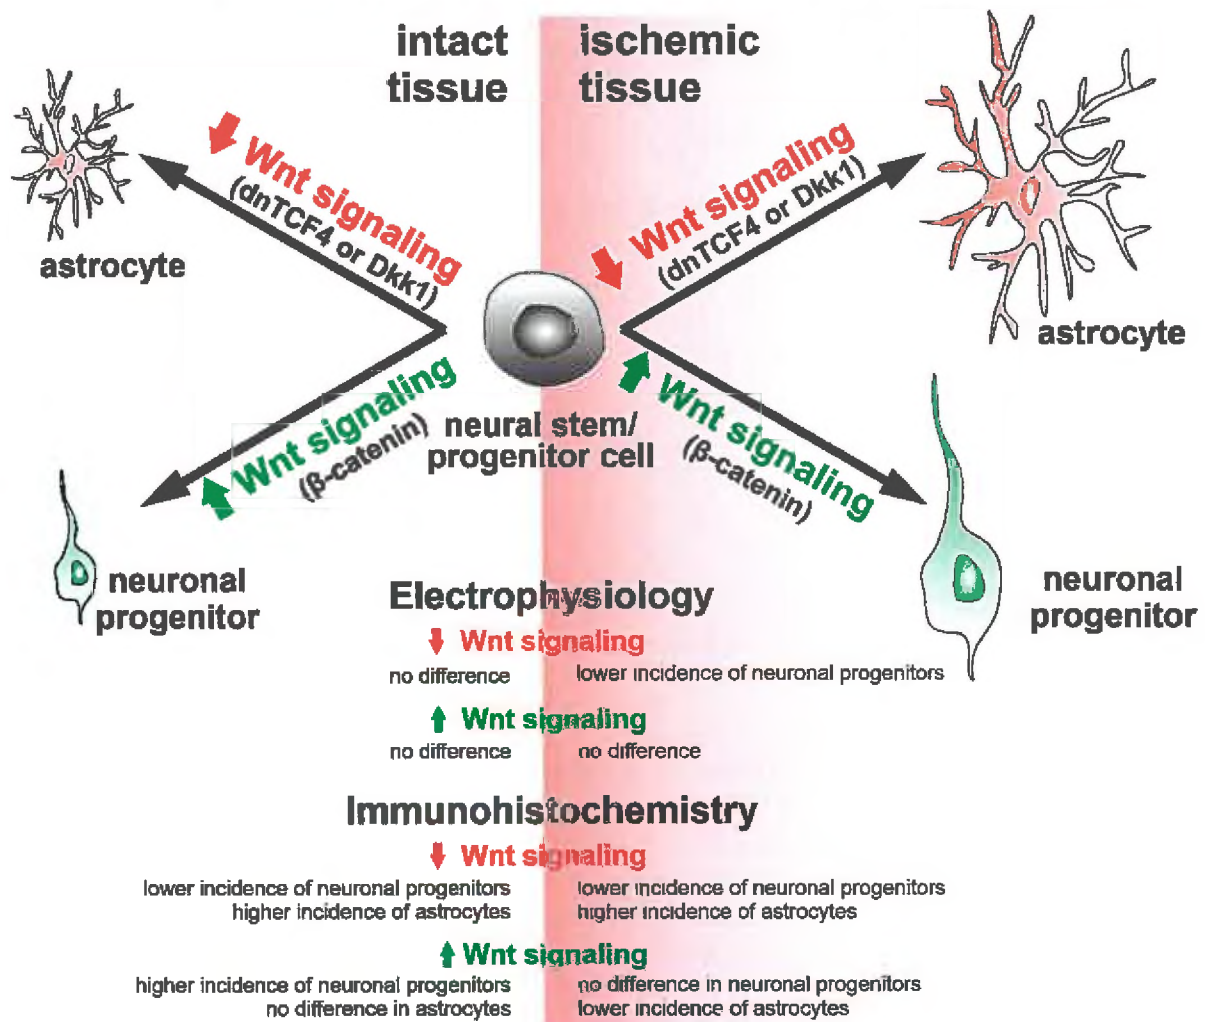 intact
tissue
ischemic
tissue
Wnt signaling
(dnTCF4 or Dkk1)
Wnt signaling
(dnTCF4 or Dkk1)
astrocyte
astrocyte
Wnt signaling
(β-catenin)
neural stem/
progenitor cell
Wnt signaling
(β-catenin)
neuronal
progenitor
neuronal
progenitor
Electrophysiology
Wnt signaling
no difference
lower incidence of neuronal progenitors
Wnt signaling
no difference
no difference
Immunohistochemistry
Wnt signaling
lower incidence of neuronal progenitors
higher incidence of astrocytes
lower incidence of neuronal progenitors
higher incidence of astrocytes
Wnt signaling
higher incidence of neuronal progenitors
no difference in astrocytes
no difference in neuronal progenitors
lower incidence of astrocytes